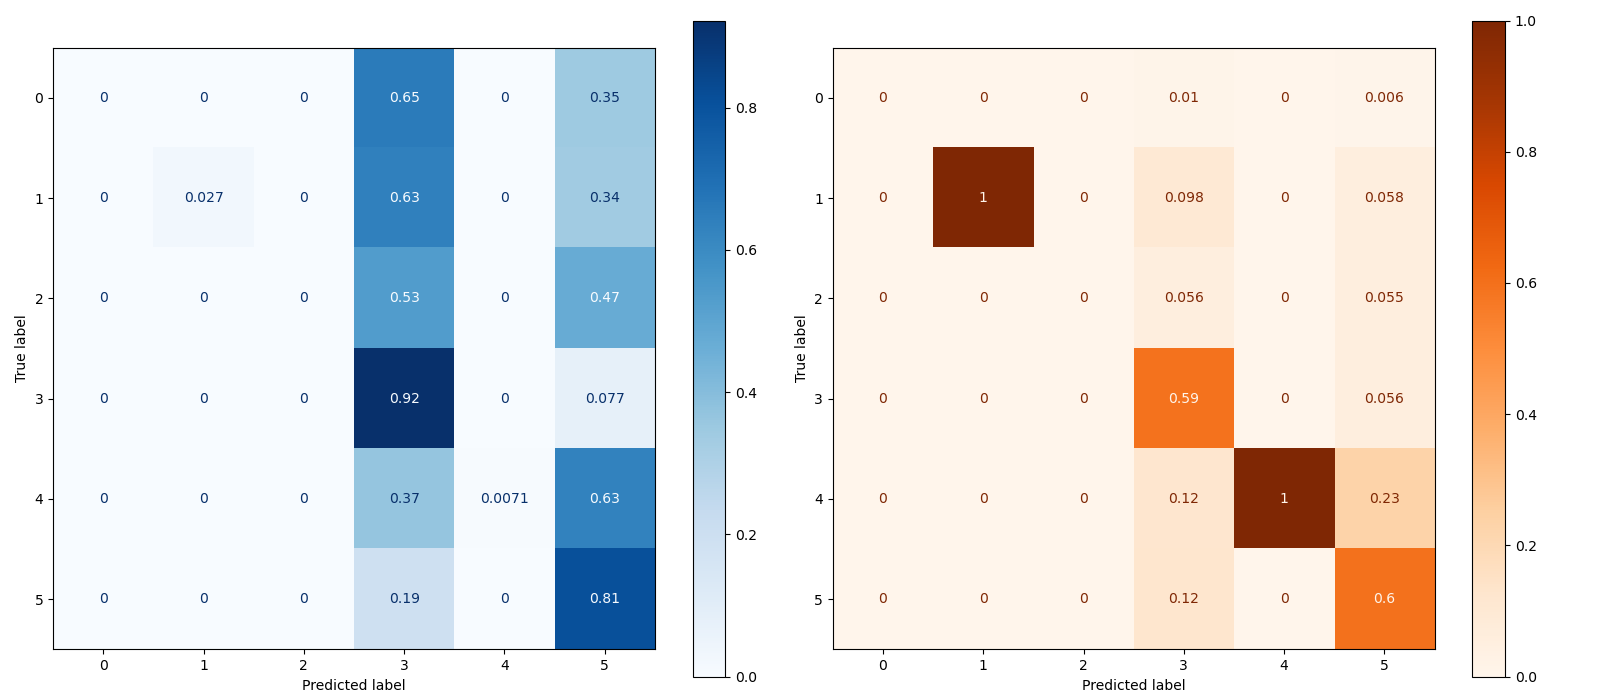 0 0 0 0 0.65 0 0.35 0.8
1 0 0.027 0 0.63 0 0.34 0.6
2 0 0 0 0.53 0 0.47
True label
3 0 0 0 0.92 0 0.077 0.4
4 0 0 0 0.37 0.0071 0.63
0.2
5 0 0 0 0.19 0 0.81
0.0
0 1 2 3 4 5
Predicted label
1.0
0 0 0 0 0.01 0 0.006
0.8
1 0 1 0 0.098 0 0.058
0.6
2 0 0 0 0.056 0 0.055
True label
3 0 0 0 0.59 0 0.056
0.4
4 0 0 0 0.12 1 0.23
0.2
5 0 0 0 0.12 0 0.6
0.0
0 1 2 3 4 5
Predicted label